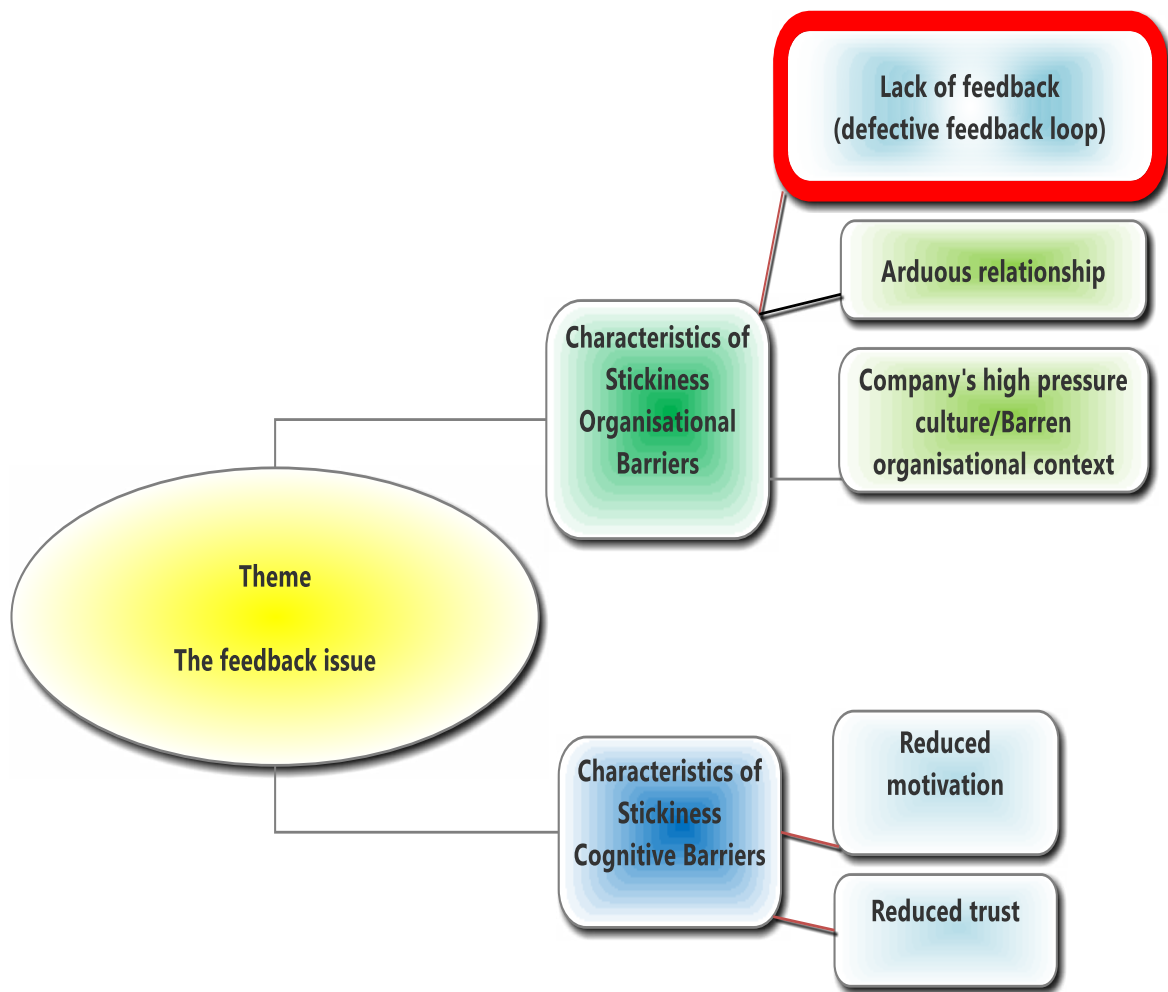 Lack of feedback
(defective feedback loop)
Arduous relationship
Characteristics of
Stickiness
Organisational
Barriers
Company's high pressure
culture/Barren
organisational context
Theme
The feedback issue
Characteristics of
Stickiness
Cognitive Barriers
Reduced
motivation
Reduced trust